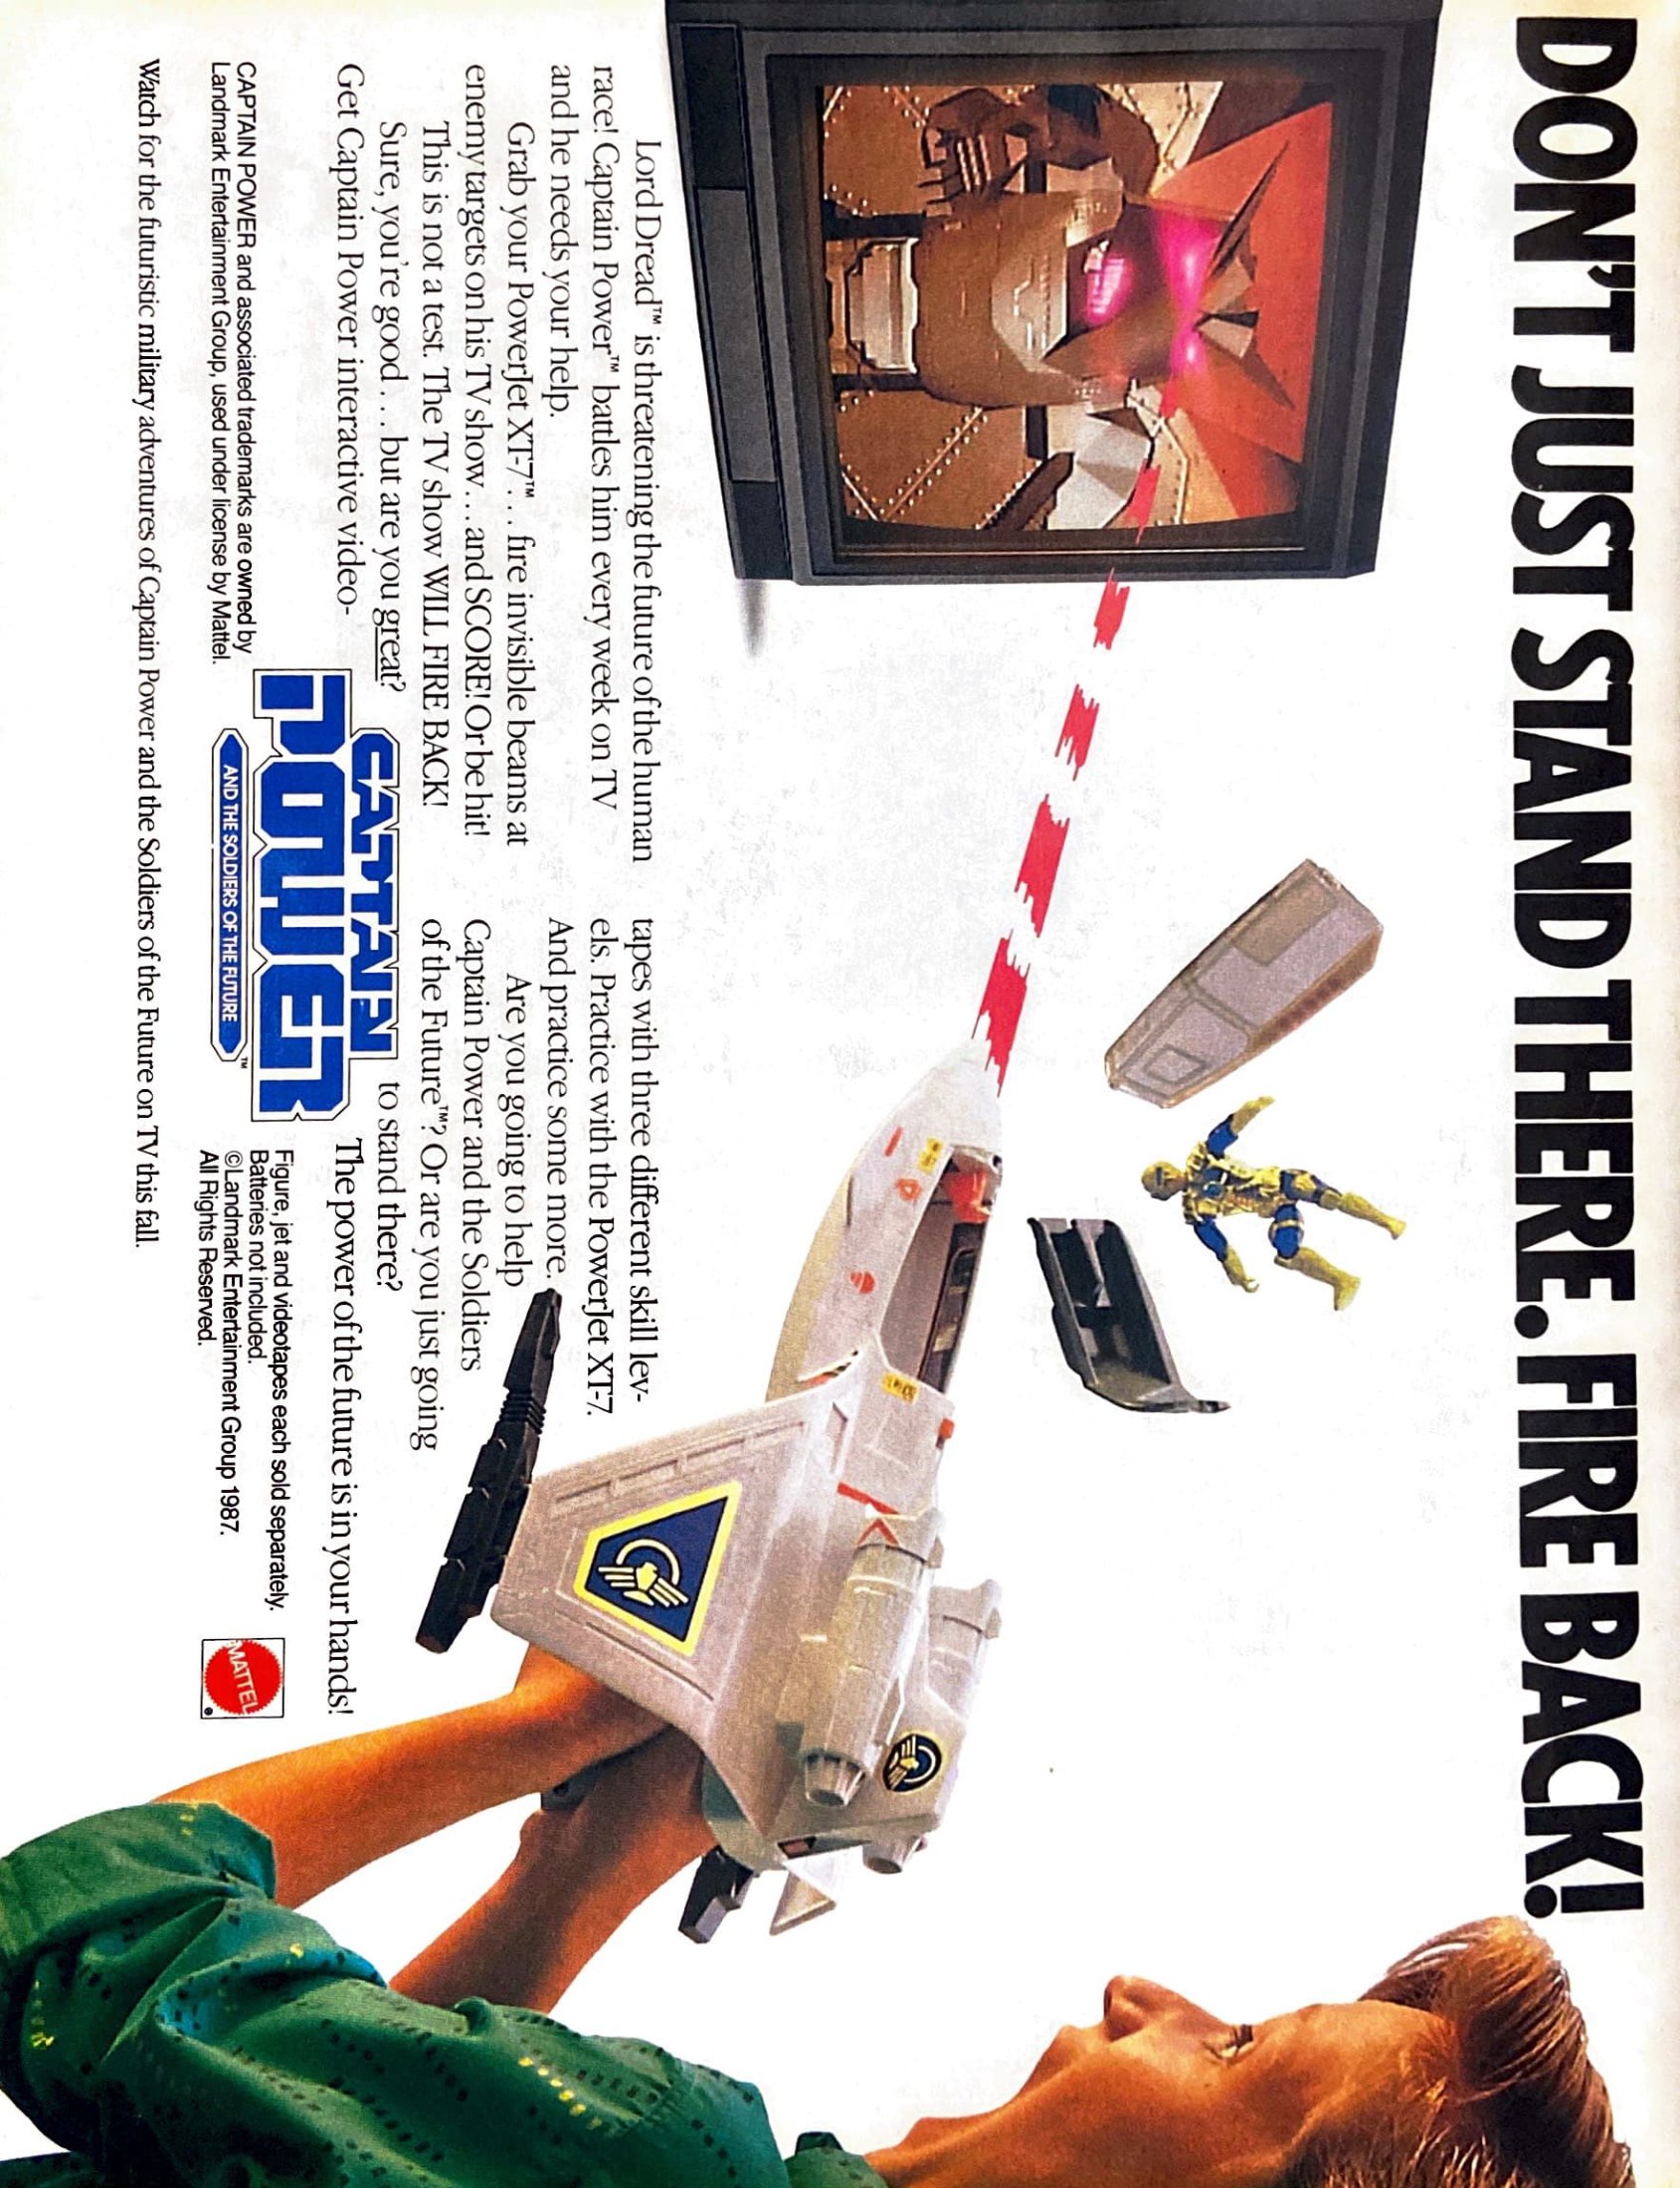 DON'T JUST STAND THERE. FIRE BACK!
Lord Dread™ is threatening the future of the human
race! Captain Power™ battles him every week on TV
and he needs your help.
Grab your PowerJet XT-7™... fire invisible beams at
enemy targets on his TV show... and SCORE! Or be hit!
This is not a test. The TV show WILL FIRE BACK!
Sure, you're good... but are you great?
Get Captain Power interactive video-
tapes with three different skill lev-
els. Practice with the PowerJet XT-7.
And practice some more.
Are you going to help
Captain Power and the Soldiers
of the Future™? Or are you just going
to stand there?
The power of the future is in your hands!
CAPTAIN
POWER
AND THE SOLDIERS OF THE FUTURE™
CAPTAIN POWER and associated trademarks are owned by
Landmark Entertainment Group, used under license by Mattel.
Figure, jet and videotapes each sold separately.
Batteries not included.
©Landmark Entertainment Group 1987.
All Rights Reserved.
MATTEL®
Watch for the futuristic military adventures of Captain Power and the Soldiers of the Future on TV this fall.